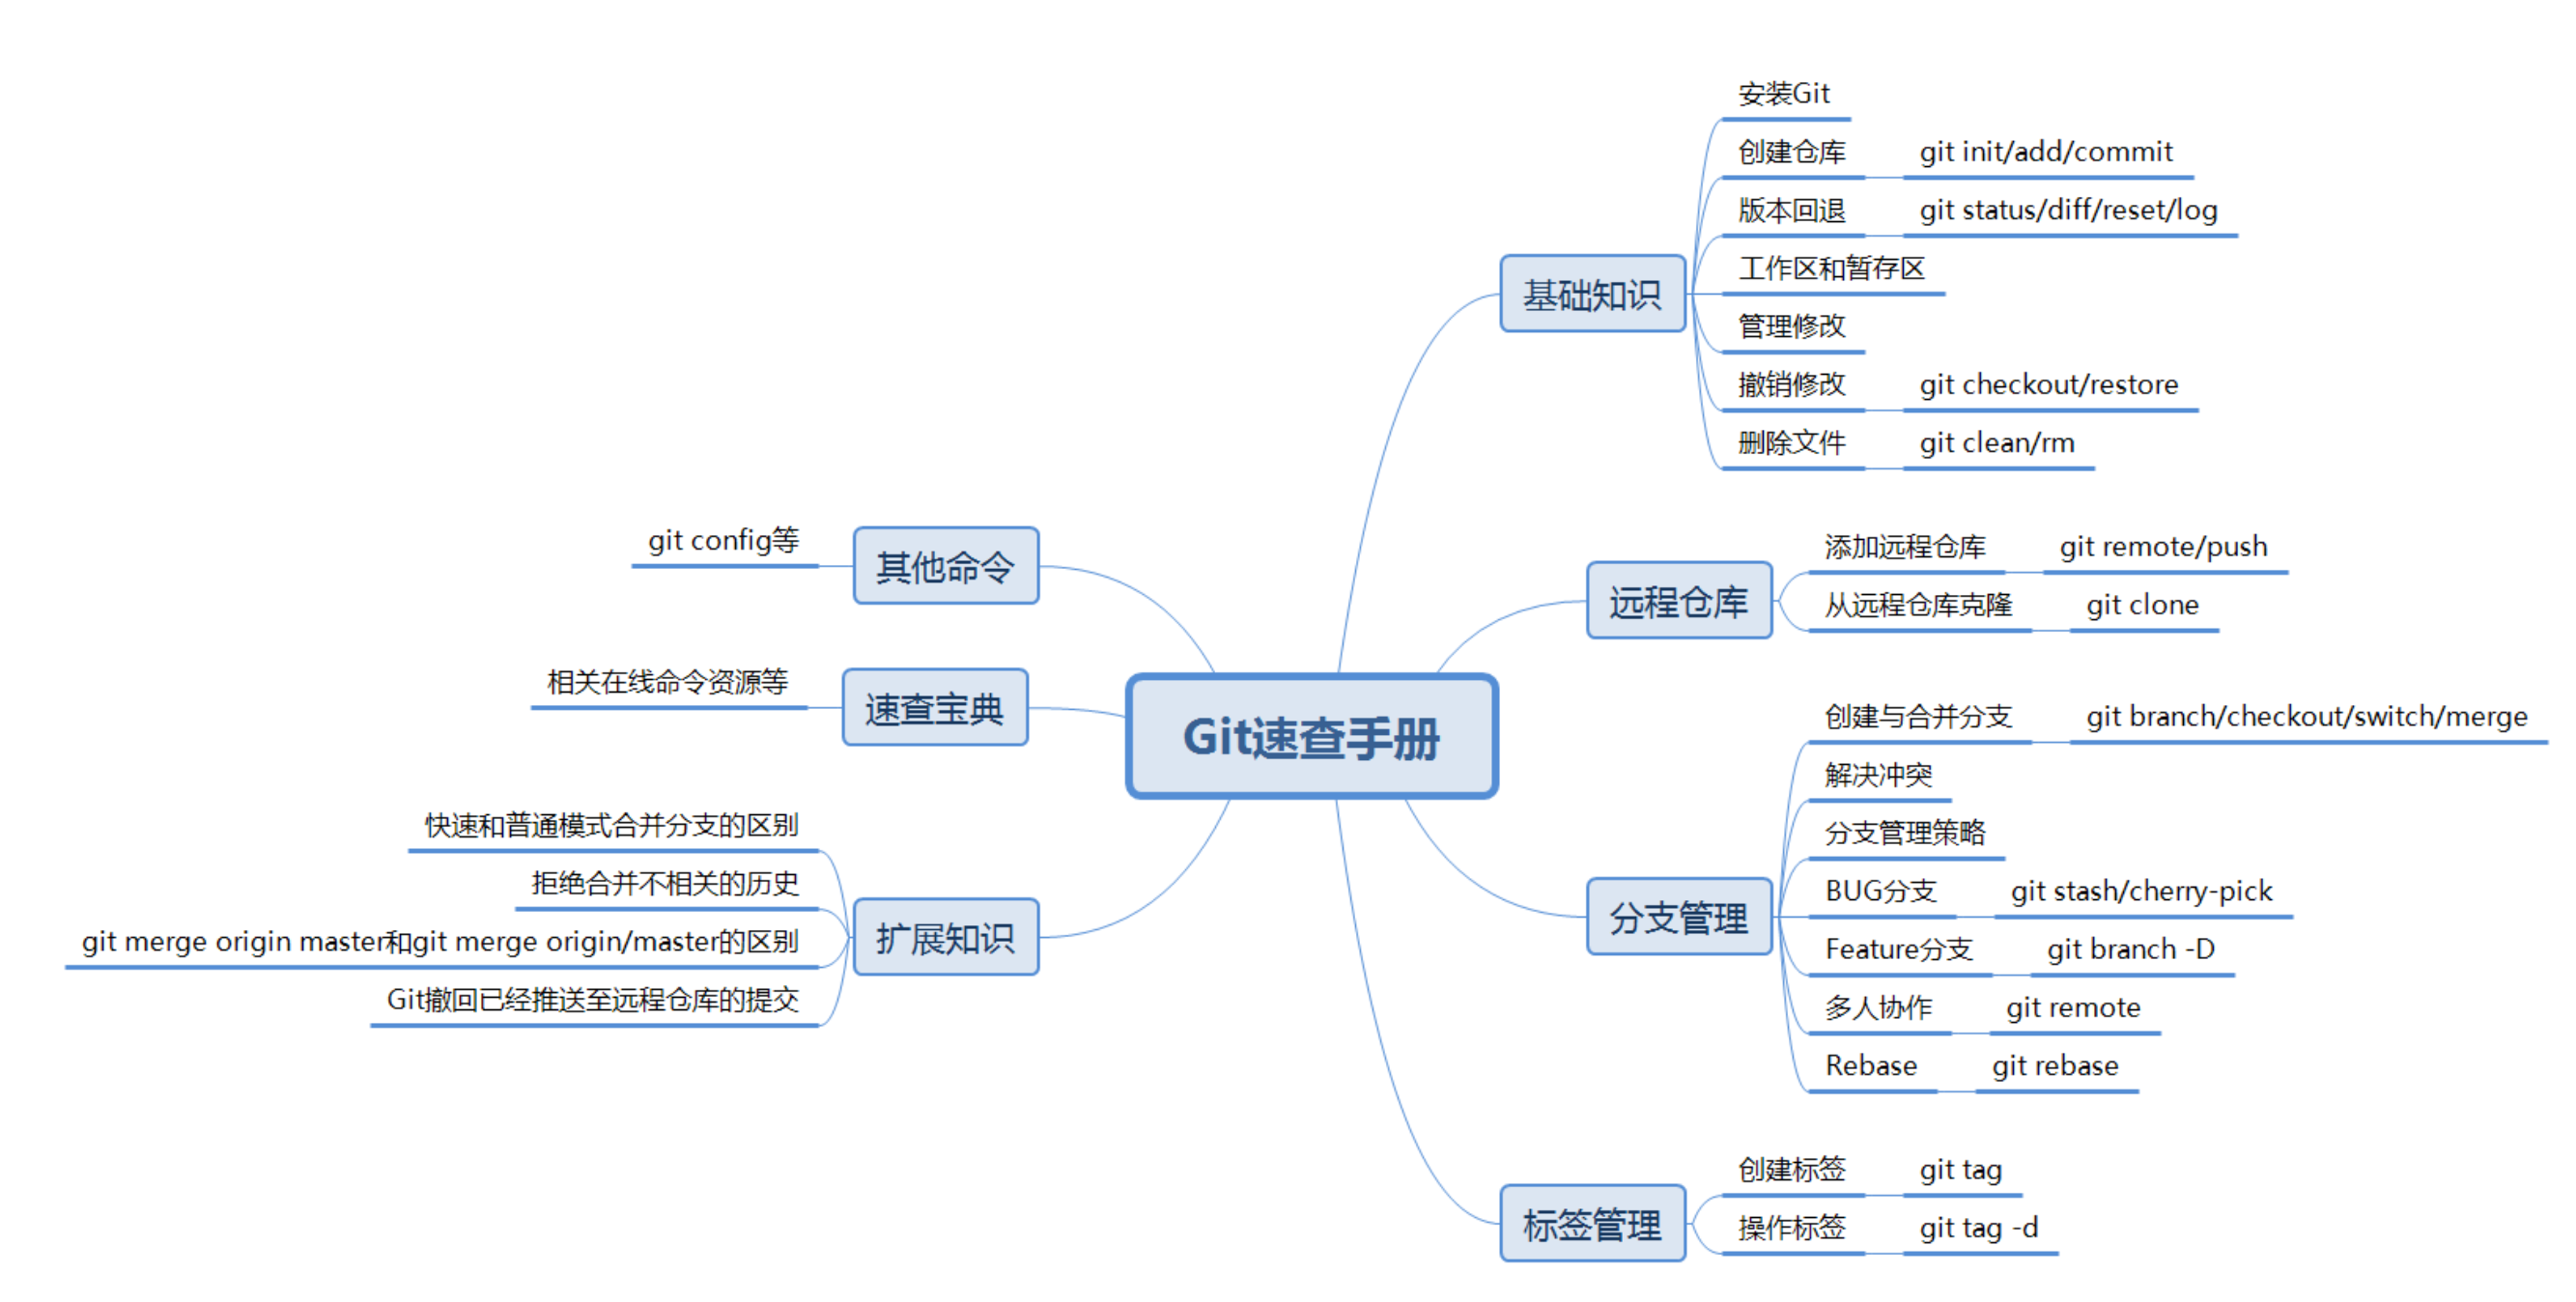 Git速查手册
基础知识
安装Git
创建仓库
git init/add/commit
版本回退
git status/diff/reset/log
工作区和暂存区
管理修改
撤销修改
git checkout/restore
删除文件
git clean/rm
远程仓库
添加远程仓库
git remote/push
从远程仓库克隆
git clone
分支管理
创建与合并分支
git branch/checkout/switch/merge
解决冲突
分支管理策略
BUG分支
git stash/cherry-pick
Feature分支
git branch -D
多人协作
git remote
Rebase
git rebase
标签管理
创建标签
git tag
操作标签
git tag -d
其他命令
git config等
速查宝典
相关在线命令资源等
扩展知识
快速和普通模式合并分支的区别
拒绝合并不相关的历史
git merge origin master和git merge origin/master的区别
Git撤回已经推送至远程仓库的提交